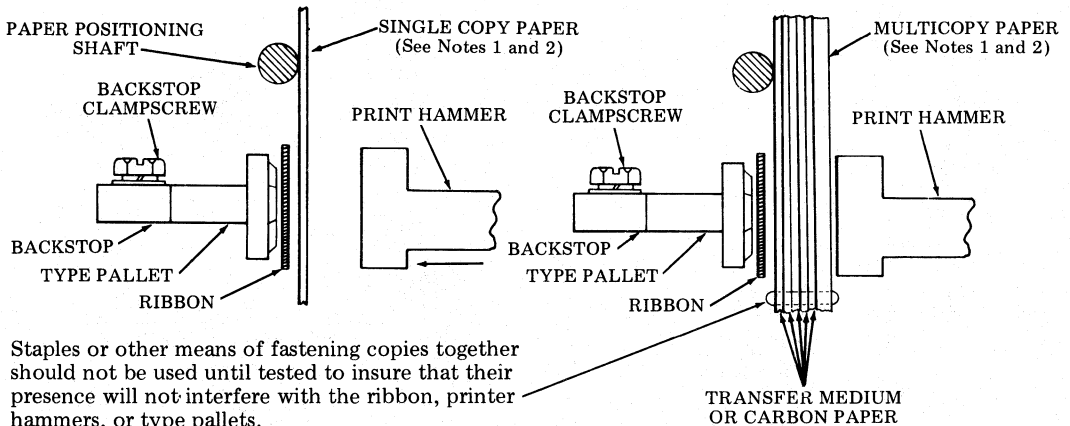 PAPER POSITIONING
SHAFT
SINGLE COPY PAPER
(See Notes 1 and 2)
BACKSTOP
CLAMPSCREW
PRINT HAMMER
BACKSTOP
TYPE PALLET
RIBBON
MULTICOPY PAPER
(See Notes 1 and 2)
BACKSTOP
CLAMPSCREW
PRINT HAMMER
BACKSTOP
TYPE PALLET
RIBBON
Staples or other means of fastening copies together
should not be used until tested to insure that their
presence will not interfere with the ribbon, printer
hammers, or type pallets.
TRANSFER MEDIUM
OR CARBON PAPER